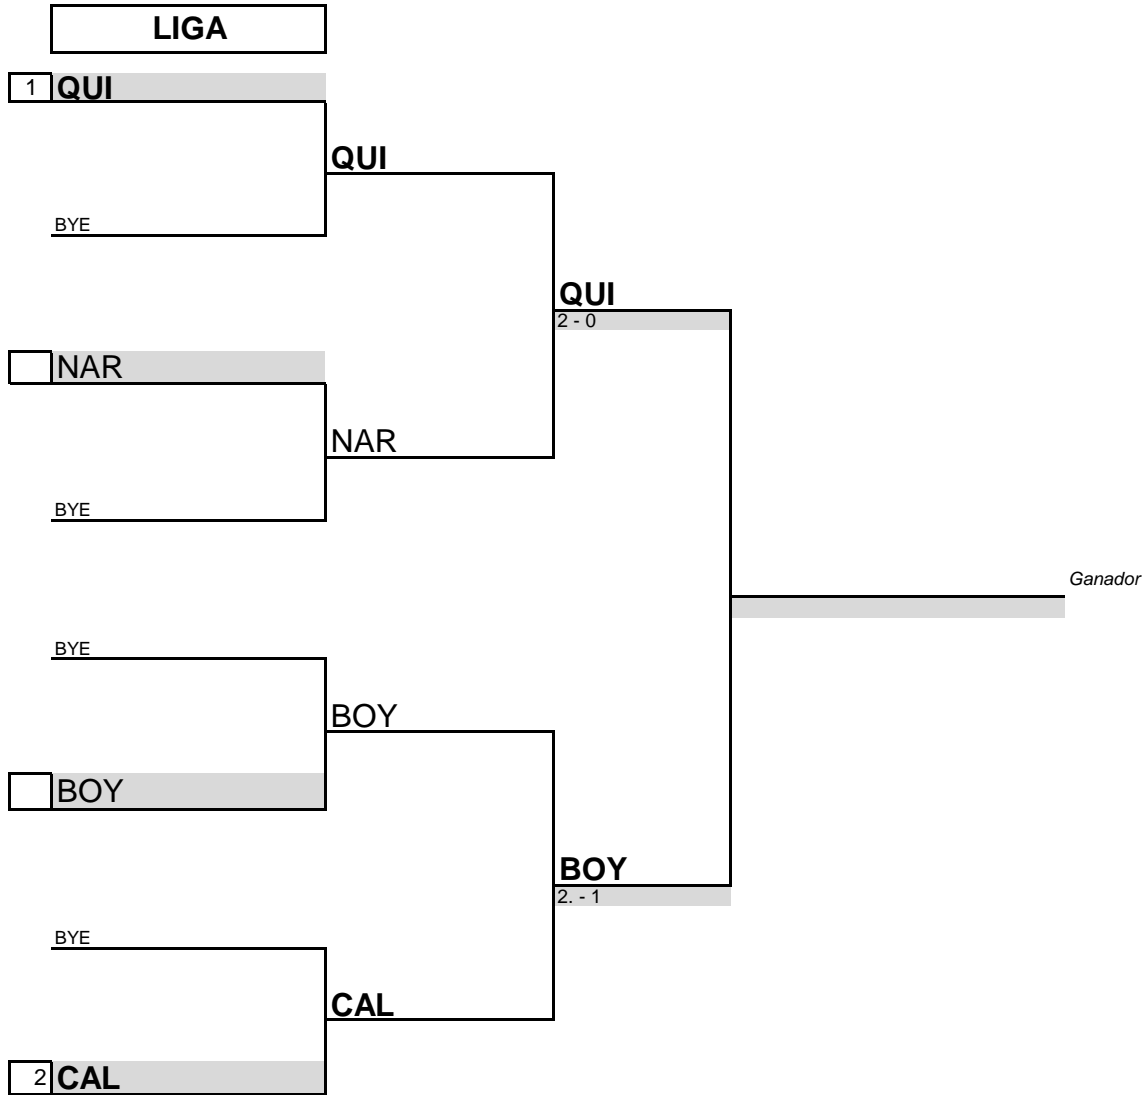 LIGA
1 QUI
QUI
BYE
QUI
2 - 0
NAR
NAR
BYE
Ganador
BYE
BOY
BOY
BOY
2. - 1
BYE
CAL
2 CAL